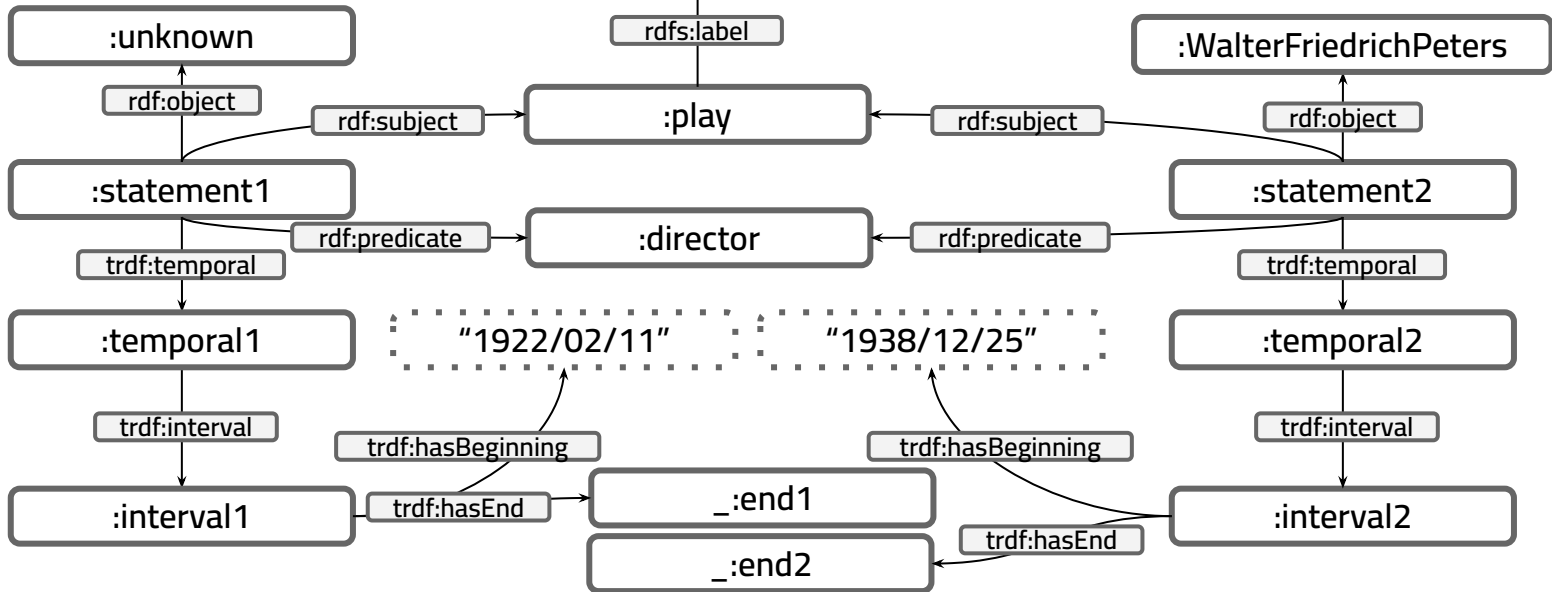 :unknown
rdfs:label
:WalterFriedrichPeters
rdf:object
rdf:subject
:play
rdf:subject
rdf:object
:statement1
:statement2
rdf:predicate
:director
rdf:predicate
trdf:temporal
trdf:temporal
:temporal1
“1922/02/11”
“1938/12/25”
:temporal2
trdf:interval
trdf:hasBeginning
trdf:hasBeginning
trdf:interval
:interval1
trdf:hasEnd
_:end1
:interval2
_:end2
trdf:hasEnd